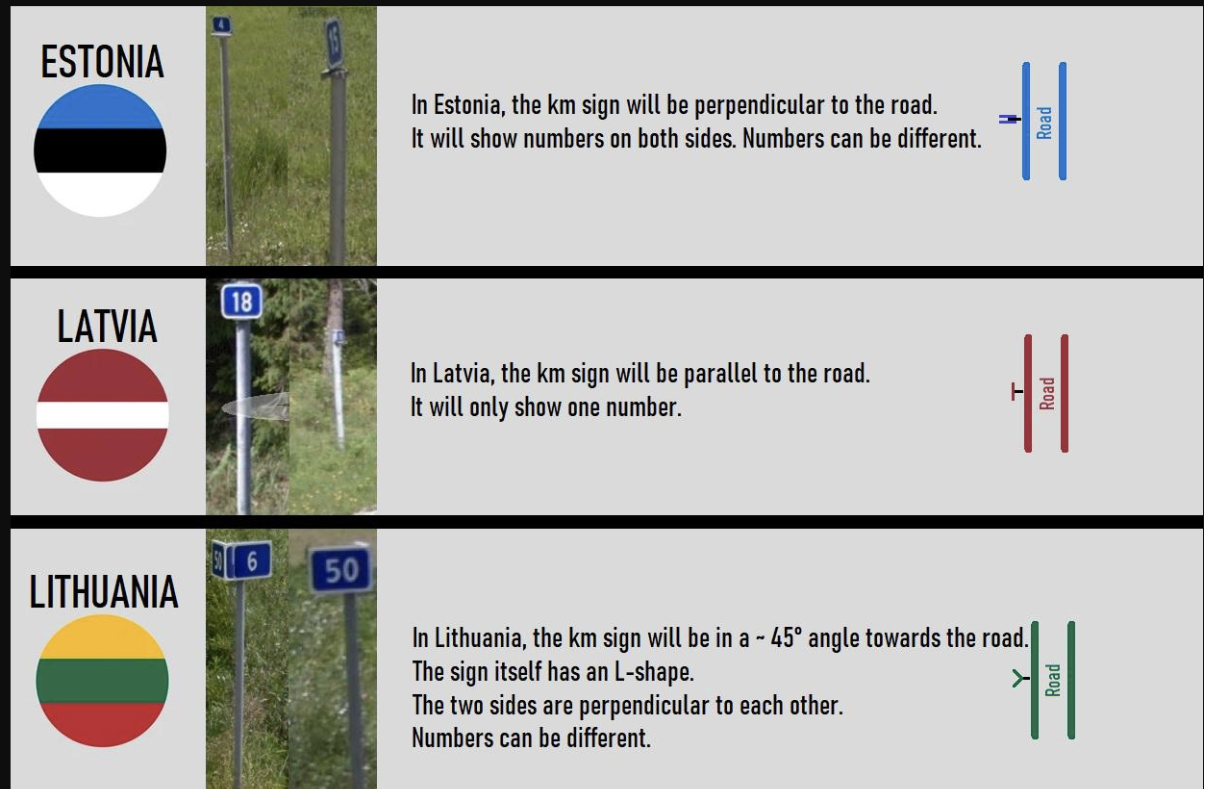 ESTONIA
4
15
In Estonia, the km sign will be perpendicular to the road.
It will show numbers on both sides. Numbers can be different.
Road
LATVIA
18
In Latvia, the km sign will be parallel to the road.
It will only show one number.
Road
LITHUANIA
50 6
50
In Lithuania, the km sign will be in a ~ 45° angle towards the road.
The sign itself has an L-shape.
The two sides are perpendicular to each other.
Numbers can be different.
Road